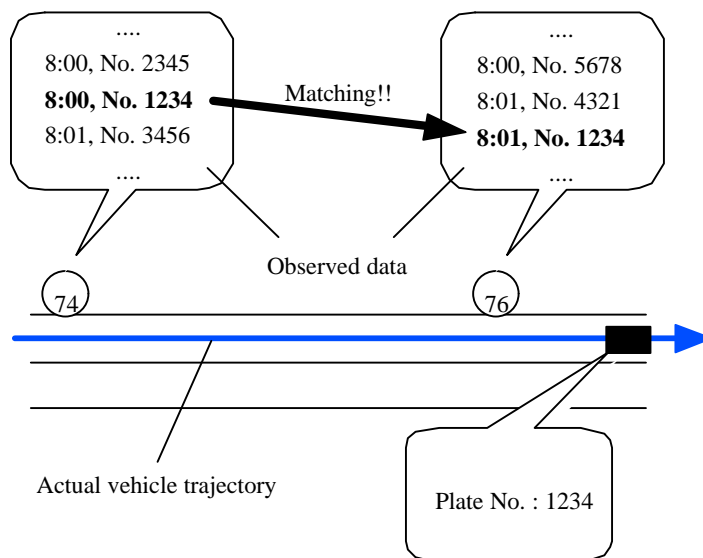 ....
8:00, No. 2345
8:00, No. 1234
8:01, No. 3456
....
Matching!!
....
8:00, No. 5678
8:01, No. 4321
8:01, No. 1234
....
Observed data
74
76
Actual vehicle trajectory
Plate No. : 1234